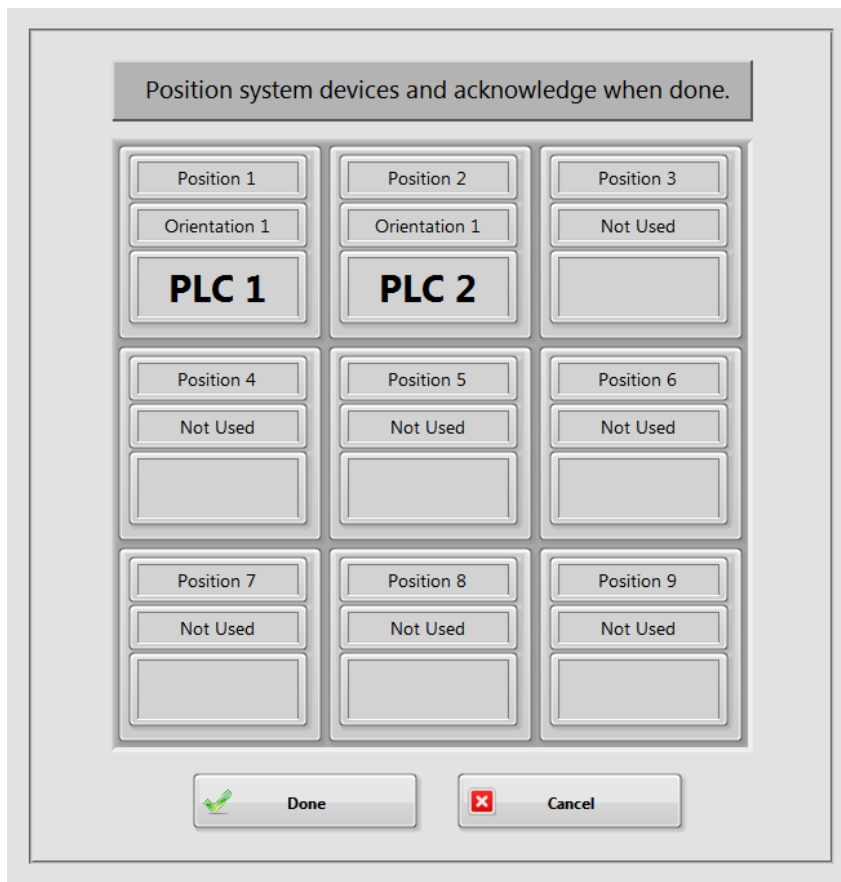 Position system devices and acknowledge when done.
Position 1
Orientation 1
PLC 1
Position 2
Orientation 1
PLC 2
Position 3
Not Used
Position 4
Not Used
Position 5
Not Used
Position 6
Not Used
Position 7
Not Used
Position 8
Not Used
Position 9
Not Used
Done
Cancel